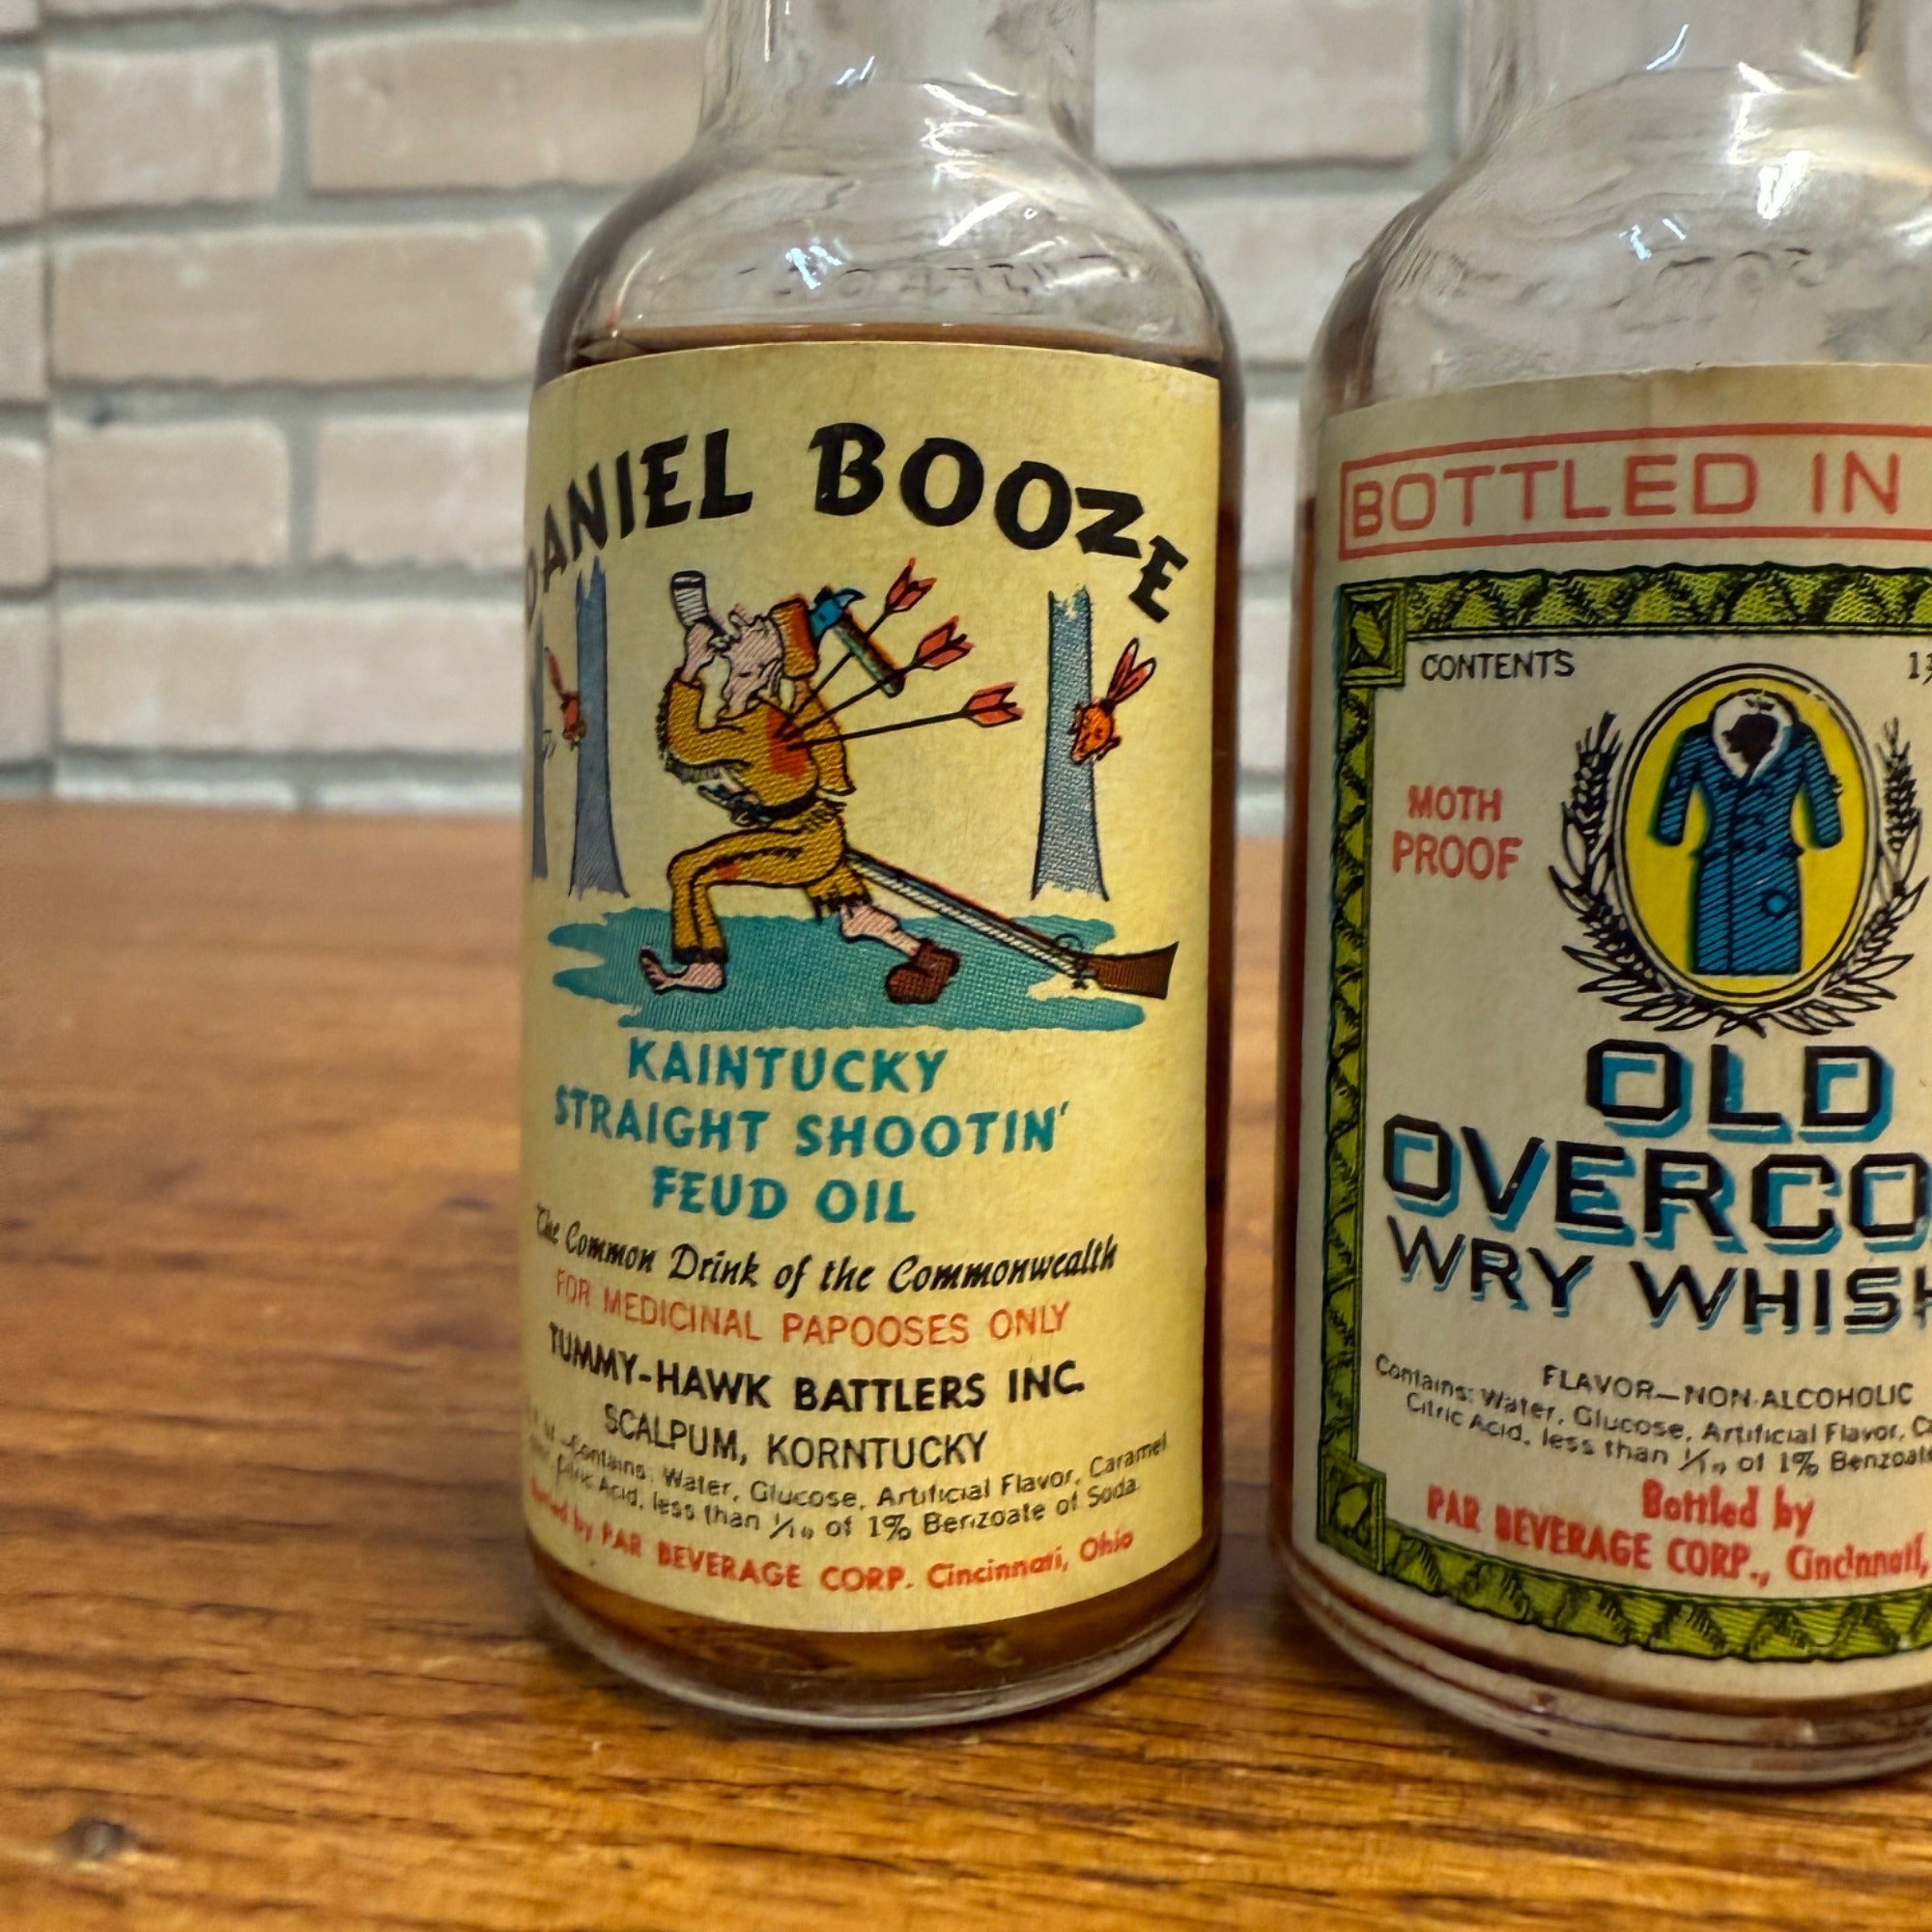 DANIEL BOOZE
KAINTUCKY
STRAIGHT SHOOTIN'
FEUD OIL
The Common Drink of the Commonwealth
FOR MEDICINAL PAPOOSES ONLY
TUMMY-HAWK BATTLERS INC.
SCALPUM, KORNTUCKY
Contains: Water, Glucose, Artificial Flavor, Caramel
Citric Acid, less than 1/10 of 1% Benzoate of Soda.
by PAR BEVERAGE CORP. Cincinnati, Ohio
BOTTLED IN
CONTENTS
MOTH
PROOF
OLD
OVERCO
WRY WHISK
FLAVOR—NON-ALCOHOLIC
Contains: Water, Glucose, Artificial Flavor,
Citric Acid, less than 1/10 of 1% Benzoate
Bottled by
PAR BEVERAGE CORP., Cincinnati,